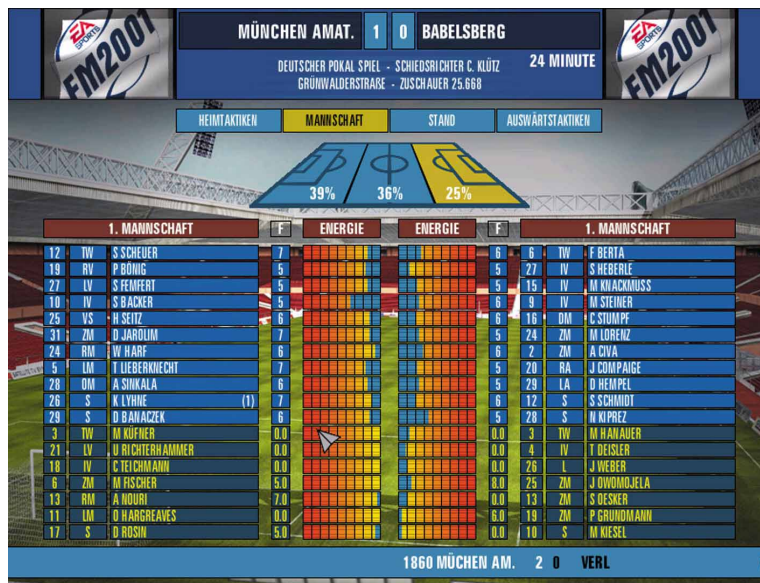 EA SPORTS FM2001
MÜNCHEN AMAT. 1 0 BABELSBERG
DEUTSCHER POKAL SPIEL - SCHIEDSRICHTER C. KLÜTZ
24 MINUTE
GRÜNWALDERSTRAßE - ZUSCHAUER 25.668
EA SPORTS FM2001
HEIMTAKTIKEN MANNSCHAFT STAND AUSWÄRTSTAKTIKEN
39% 36% 25%
1. MANNSCHAFT F ENERGIE ENERGIE F 1. MANNSCHAFT
12 TW S SCHEUER 7 6 6 TW F BERTA
19 RV P BÖNIG 5 5 27 IV S HEBERLE
27 LV S FEMFERT 5 5 15 IV M KNACKMUSS
10 IV S BACKER 5 6 9 IV M STEINER
25 VS H SEITZ 6 6 16 DM C STUMPF
31 ZM D JAROLIM 7 5 24 ZM M LORENZ
24 RM W HARF 6 6 2 ZM A CIVA
5 LM T LIEBERKNECHT 7 5 20 RA J COMPAIGE
28 OM A SINKALA 6 5 29 LA D HEMPEL
26 S K LYHNE (1) 7 6 12 S S SCHMIDT
29 S D BANACZEK 6 5 28 S N KIPREZ
3 TW M KÜFNER 0.0 0.0 3 TW M HANAUER
21 LV U RICHTERHAMMER 0.0 0.0 4 IV T DEISLER
18 IV C TEICHMANN 0.0 0.0 26 L J WEBER
6 ZM M FISCHER 5.0 8.0 25 ZM J OWOMOJELA
13 RM A NOURI 7.0 0.0 13 ZM S OESKER
11 LM O HARGREAVES 0.0 6.0 19 ZM P GRUNDMANN
17 S D ROSIN 5.0 0.0 10 S M KIESEL
1860 MÜCHEN AM. 2 0 VERL